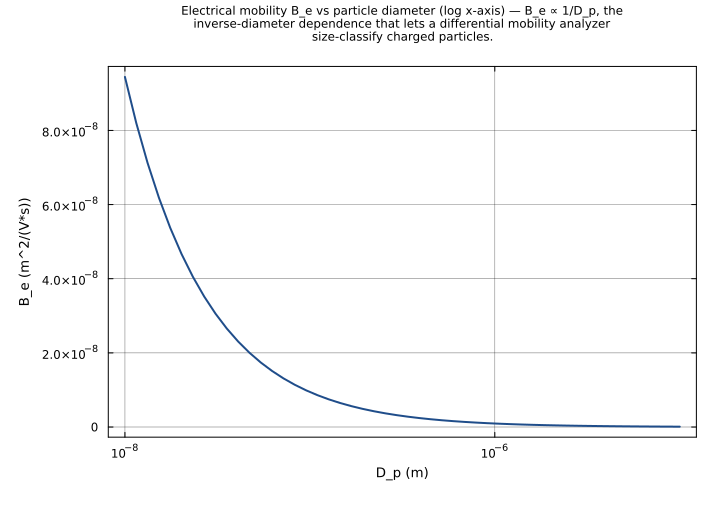 Electrical mobility B_e vs particle diameter (log x-axis) — B_e ∝ 1/D_p, the
inverse-diameter dependence that lets a differential mobility analyzer
size-classify charged particles.
8.0×10⁻⁸
6.0×10⁻⁸
4.0×10⁻⁸
2.0×10⁻⁸
0
B_e (m^2/(V*s))
10⁻⁸
10⁻⁶
D_p (m)